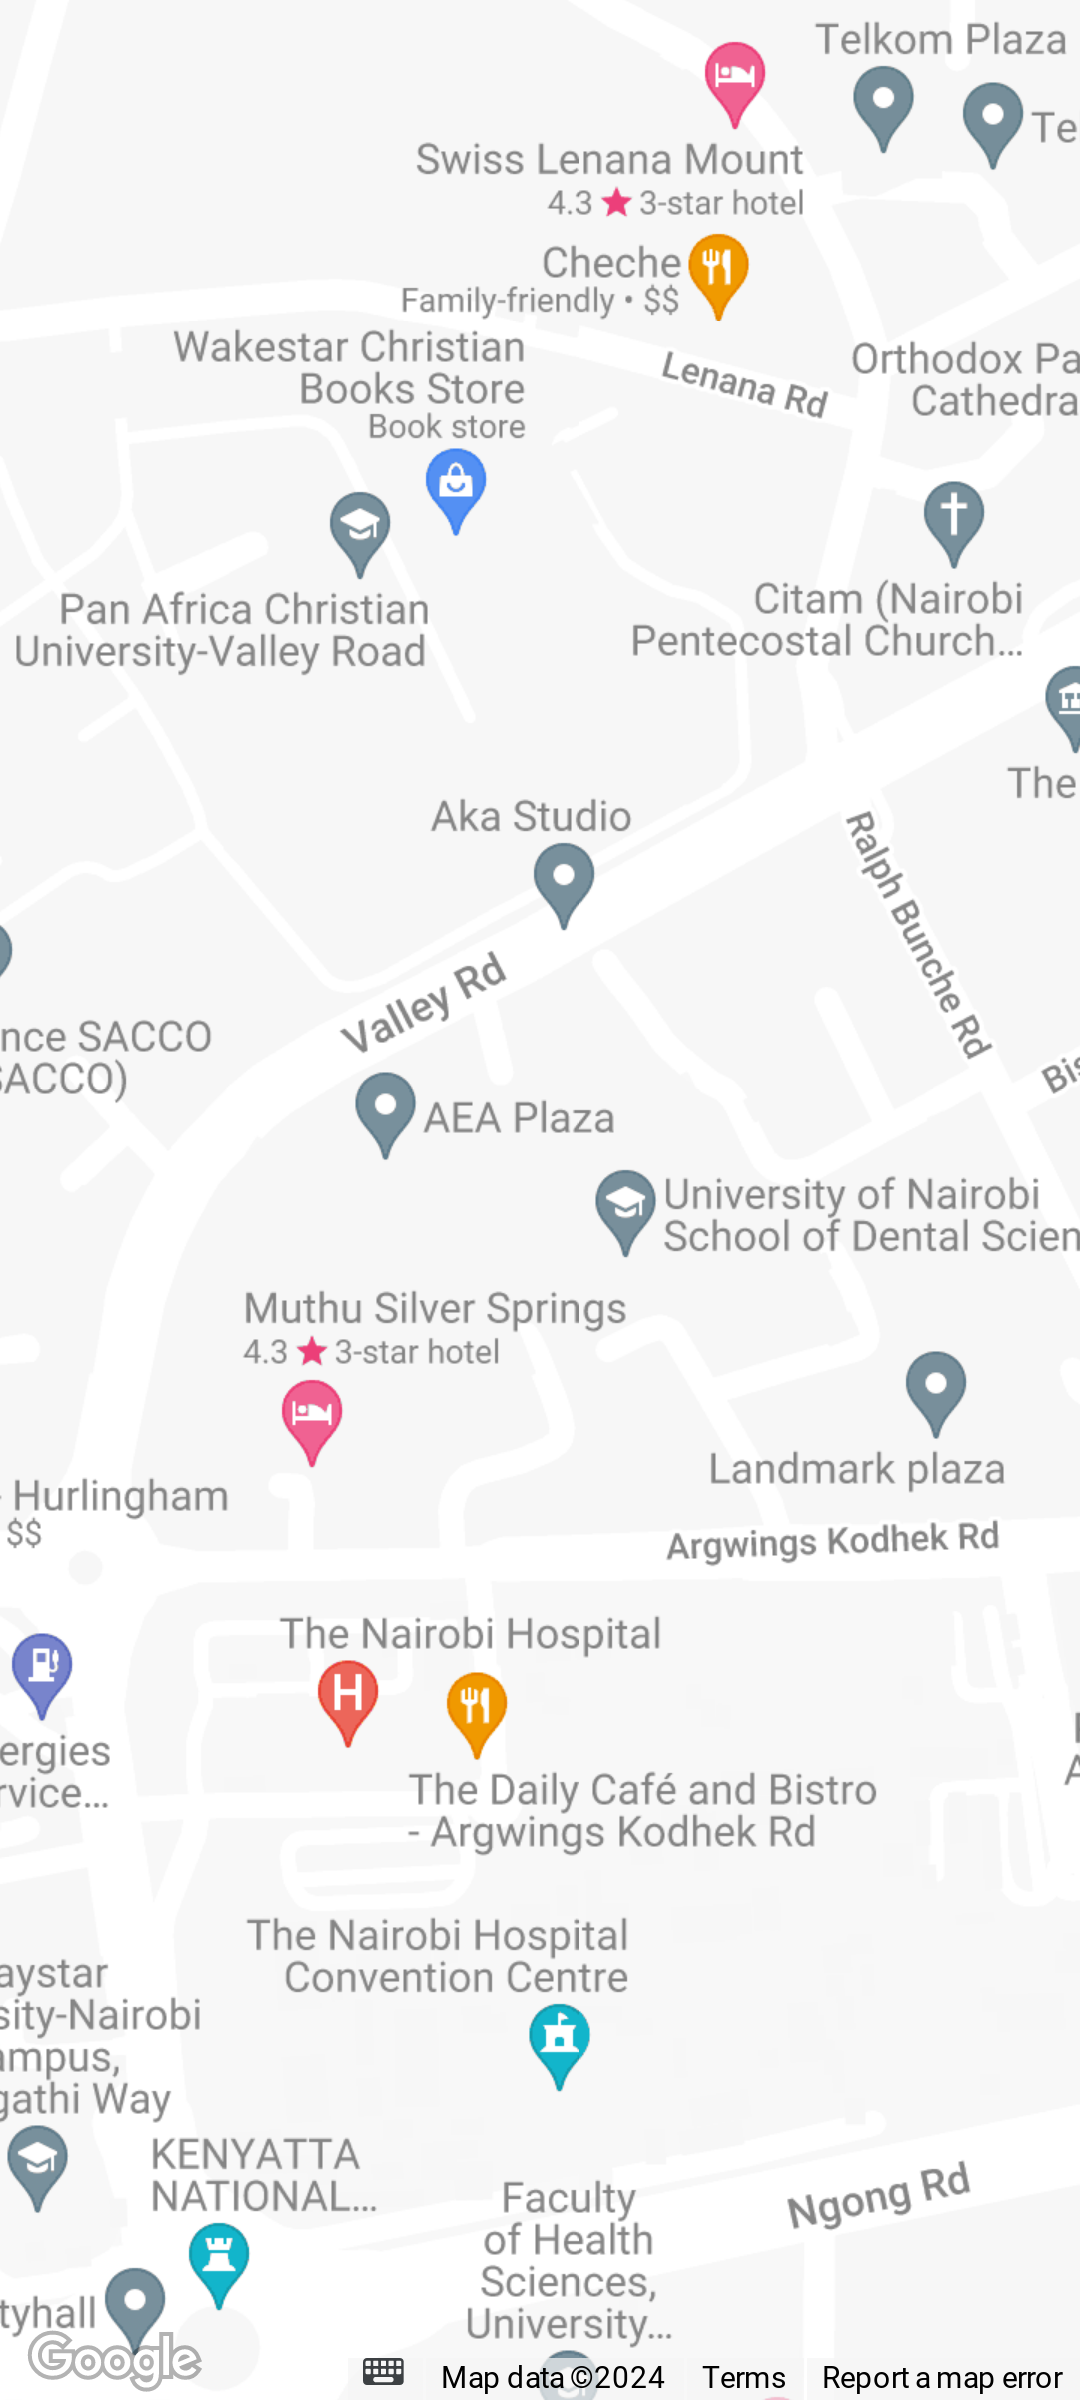 Telkom Plaza
Te
Swiss Lenana Mount
4.3 ★ 3-star hotel
Cheche
Family-friendly • $$
Wakestar Christian
Books Store
Book store
Lenana Rd
Orthodox Pa
Cathedra
Pan Africa Christian
University-Valley Road
Citam (Nairobi
Pentecostal Church...
The
Aka Studio
Ralph Bunche Rd
Valley Rd
nce SACCO
SACCO)
Bis
AEA Plaza
University of Nairobi
School of Dental Scien
Muthu Silver Springs
4.3 ★ 3-star hotel
Landmark plaza
- Hurlingham
$$
Argwings Kodhek Rd
The Nairobi Hospital
H
ergies
rvice...
The Daily Café and Bistro
- Argwings Kodhek Rd
The Nairobi Hospital
Convention Centre
aystar
sity-Nairobi
ampus,
gathi Way
KENYATTA
NATIONAL...
Ngong Rd
Faculty
of Health
Sciences,
University...
tyhall
Google
Map data ©2024
Terms
Report a map error